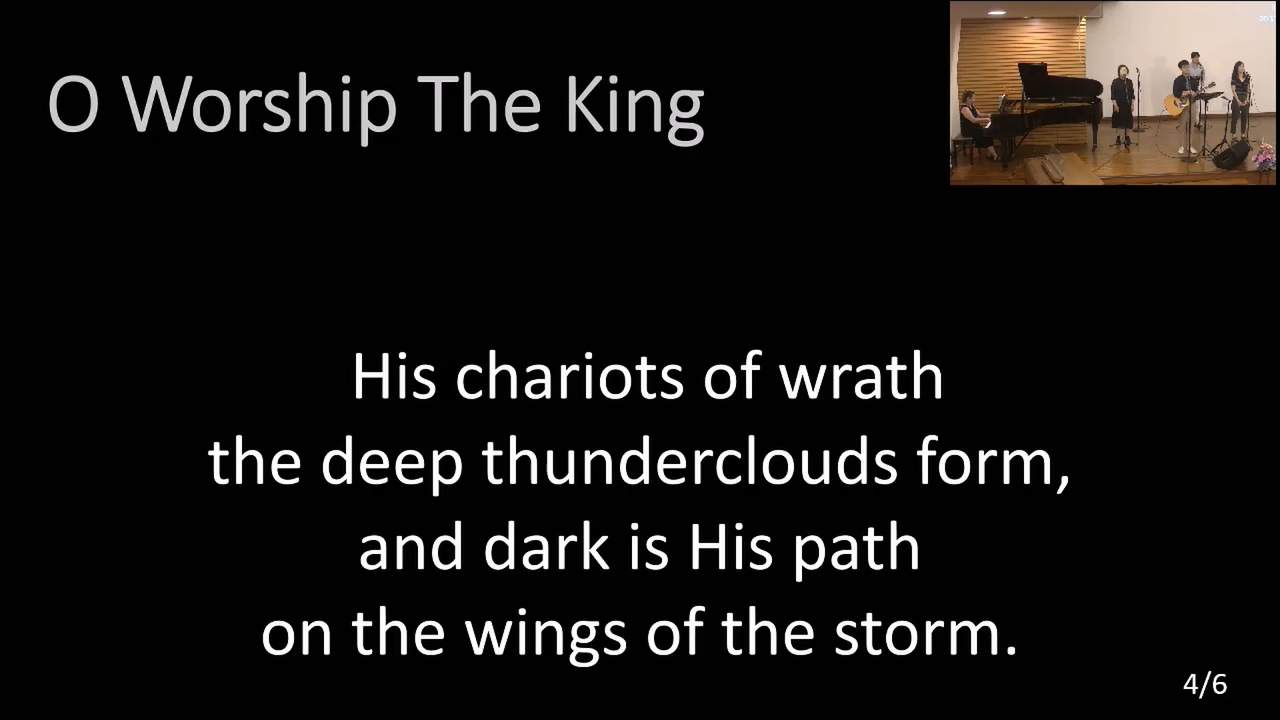 O Worship The King
His chariots of wrath
the deep thunderclouds form,
and dark is His path
on the wings of the storm.
4/6